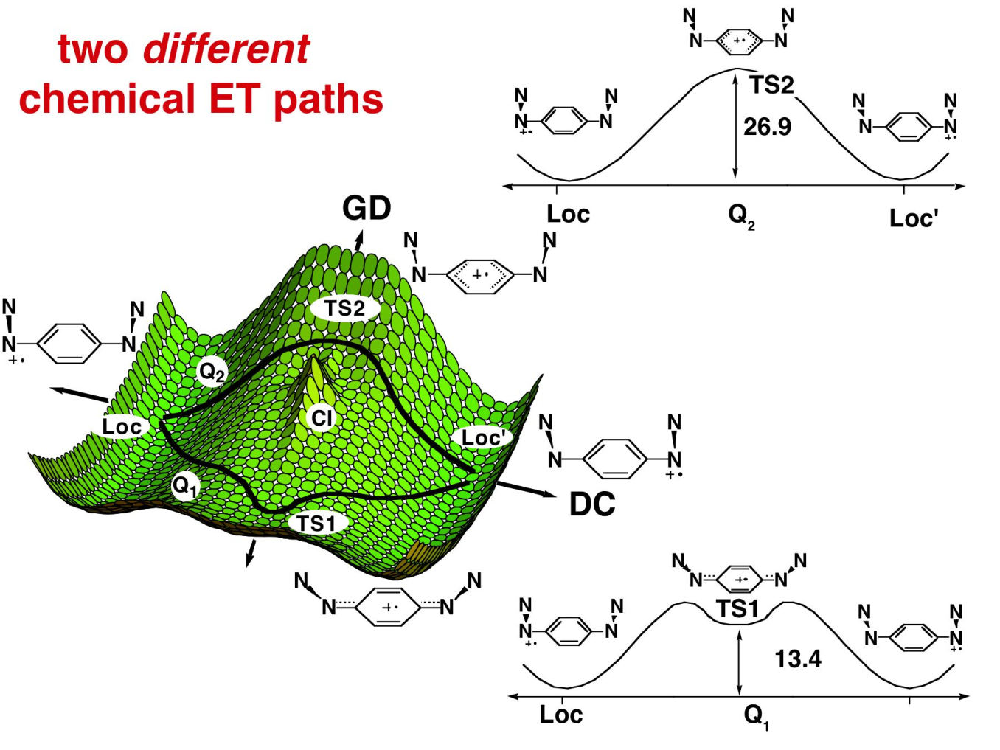 two different
chemical ET paths
N N
N +• N
TS2
26.9
N N
N N
+•
N N
N N
+•
Loc Q2 Loc'
GD
N N
N +• N
TS2
N N
N N
+•
Q2
CI
Loc
Loc'
N N
N N
+•
Q1
DC
TS1
N N
N +• N
N N
N +• N
TS1
13.4
N N
N N
+•
N N
N N
+•
Loc Q1